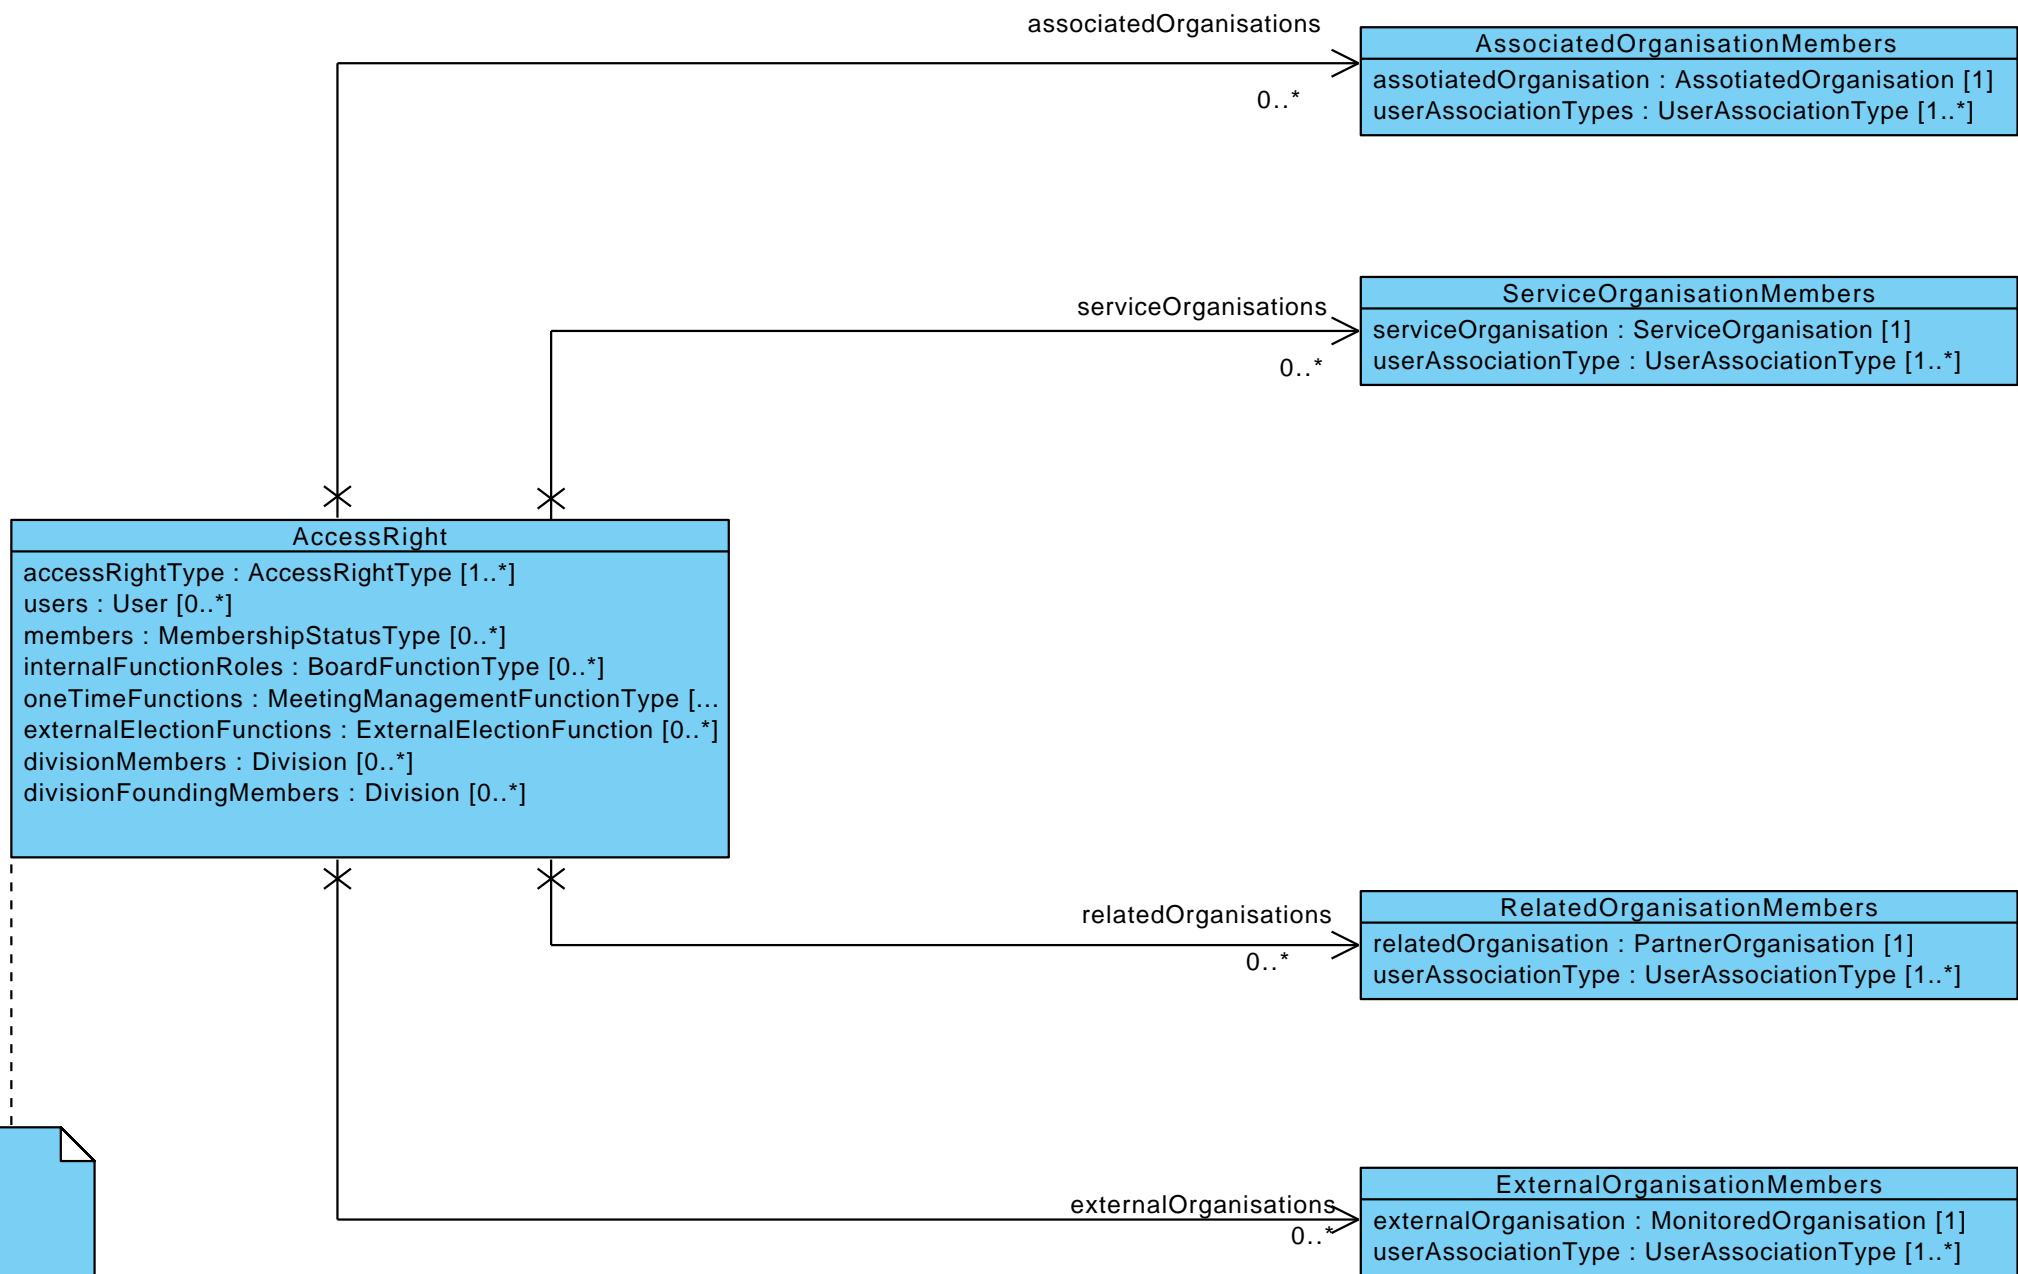 associatedOrganisations
0..*
AssociatedOrganisationMembers
assotiatedOrganisation : AssotiatedOrganisation [1]
userAssociationTypes : UserAssociationType [1..*]
serviceOrganisations
0..*
ServiceOrganisationMembers
serviceOrganisation : ServiceOrganisation [1]
userAssociationType : UserAssociationType [1..*]
AccessRight
accessRightType : AccessRightType [1..*]
users : User [0..*]
members : MembershipStatusType [0..*]
internalFunctionRoles : BoardFunctionType [0..*]
oneTimeFunctions : MeetingManagementFunctionType [...
externalElectionFunctions : ExternalElectionFunction [0..*]
divisionMembers : Division [0..*]
divisionFoundingMembers : Division [0..*]
relatedOrganisations
0..*
RelatedOrganisationMembers
relatedOrganisation : PartnerOrganisation [1]
userAssociationType : UserAssociationType [1..*]
externalOrganisations
0..*
ExternalOrganisationMembers
externalOrganisation : MonitoredOrganisation [1]
userAssociationType : UserAssociationType [1..*]